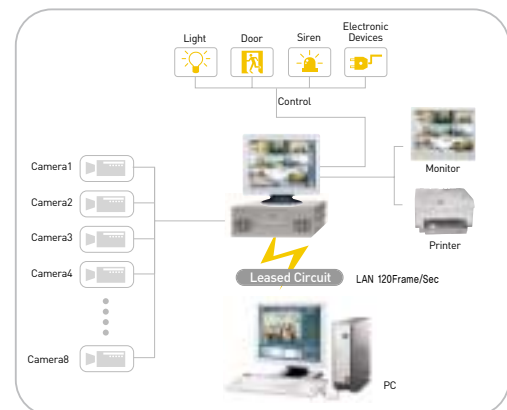 Light
Door
Siren
Electronic
Devices
Control
Camera1
Camera2
Camera3
Camera4
Camera8
Monitor
Printer
Leased Circuit
LAN 120Frame/Sec
PC